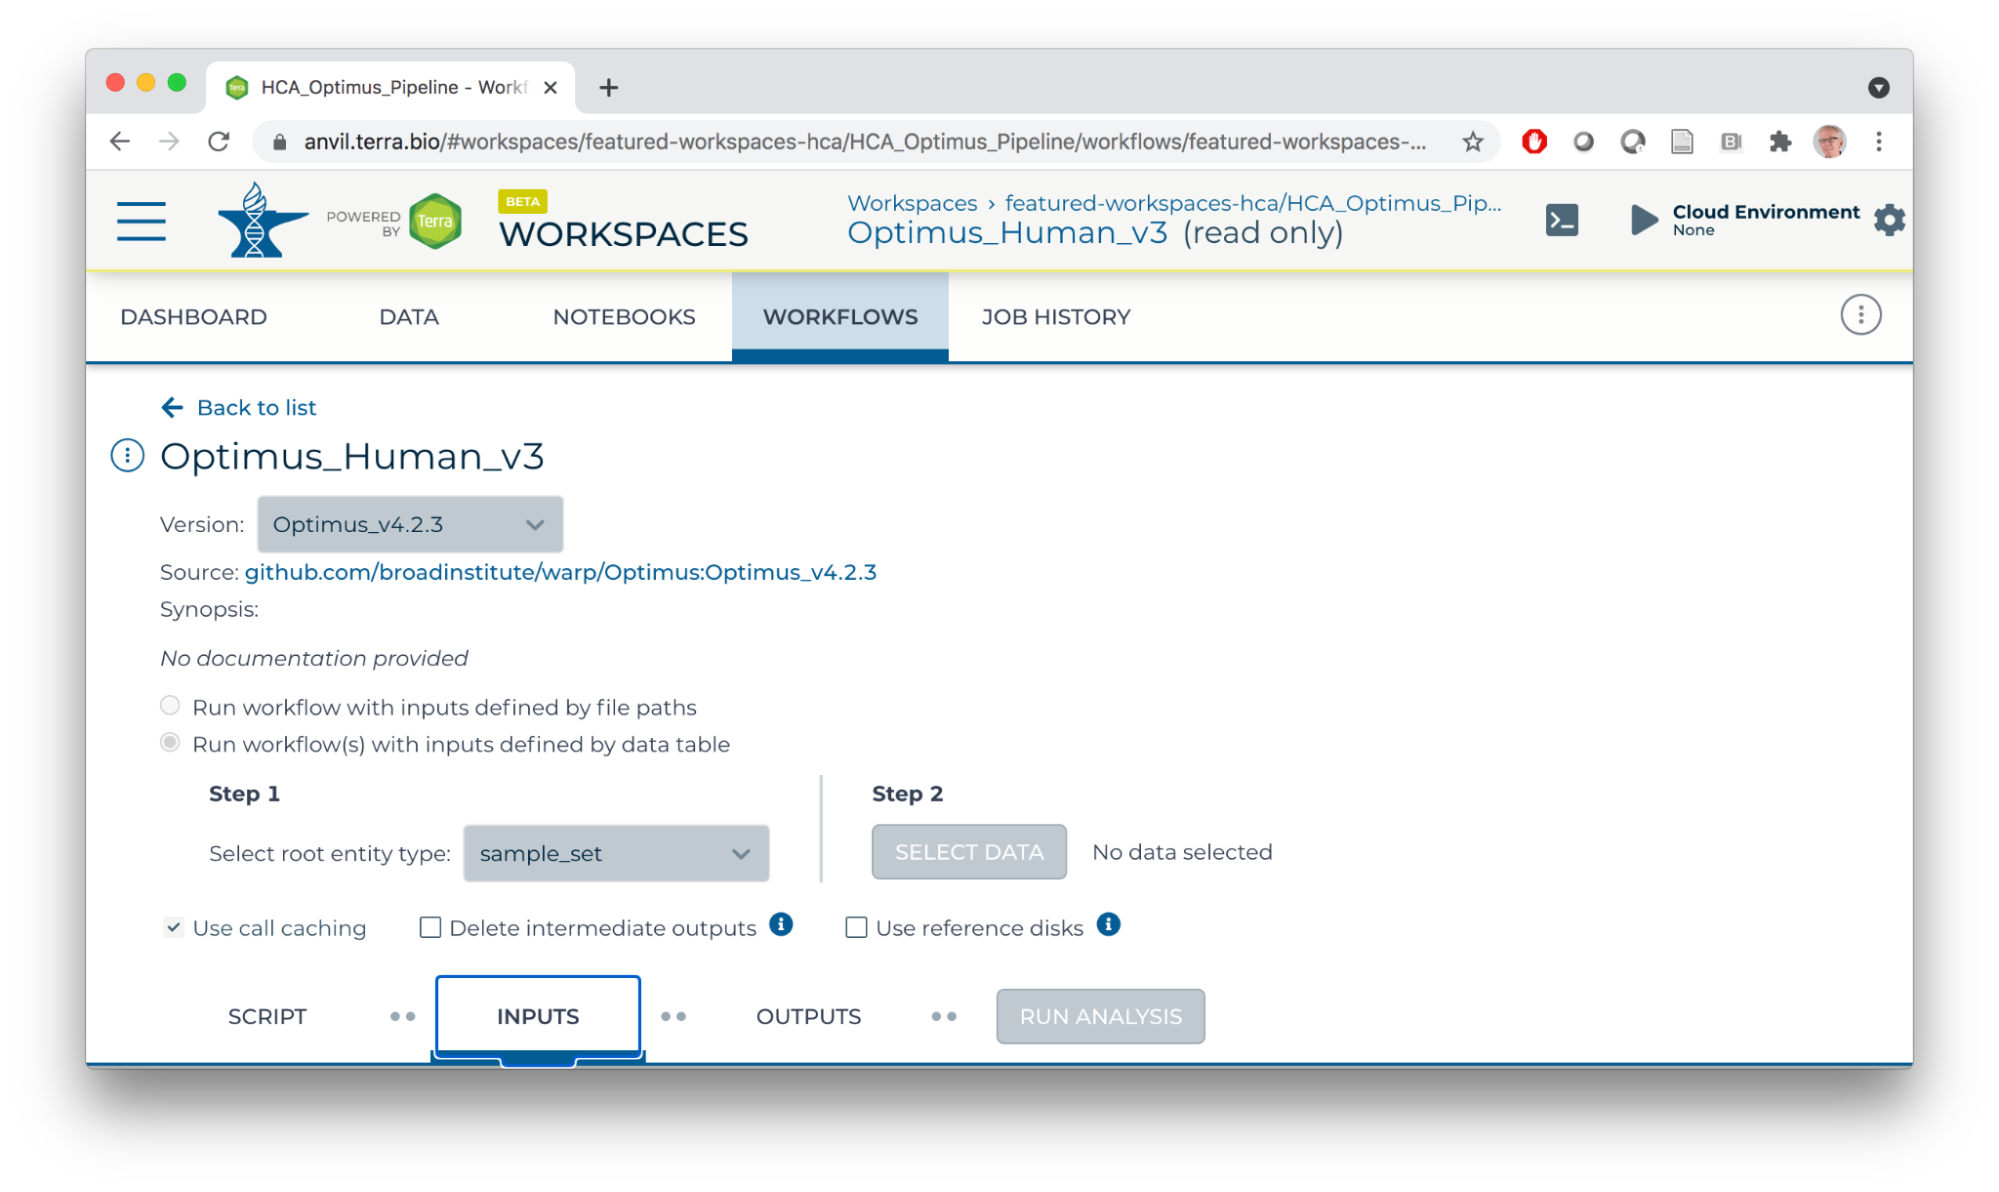 HCA_Optimus_Pipeline - Workf
anvil.terra.bio/#workspaces/featured-workspaces-hca/HCA_Optimus_Pipeline/workflows/featured-workspaces-...
POWERED BY
Terra
BETA
WORKSPACES
Workspaces › featured-workspaces-hca/HCA_Optimus_Pip...
Optimus_Human_v3 (read only)
Cloud Environment
None
DASHBOARD DATA NOTEBOOKS WORKFLOWS JOB HISTORY
Back to list
Optimus_Human_v3
Version: Optimus_v4.2.3
Source: github.com/broadinstitute/warp/Optimus:Optimus_v4.2.3
Synopsis:
No documentation provided
Run workflow with inputs defined by file paths
Run workflow(s) with inputs defined by data table
Step 1
Select root entity type: sample_set
Step 2
SELECT DATA No data selected
Use call caching Delete intermediate outputs Use reference disks
SCRIPT INPUTS OUTPUTS RUN ANALYSIS